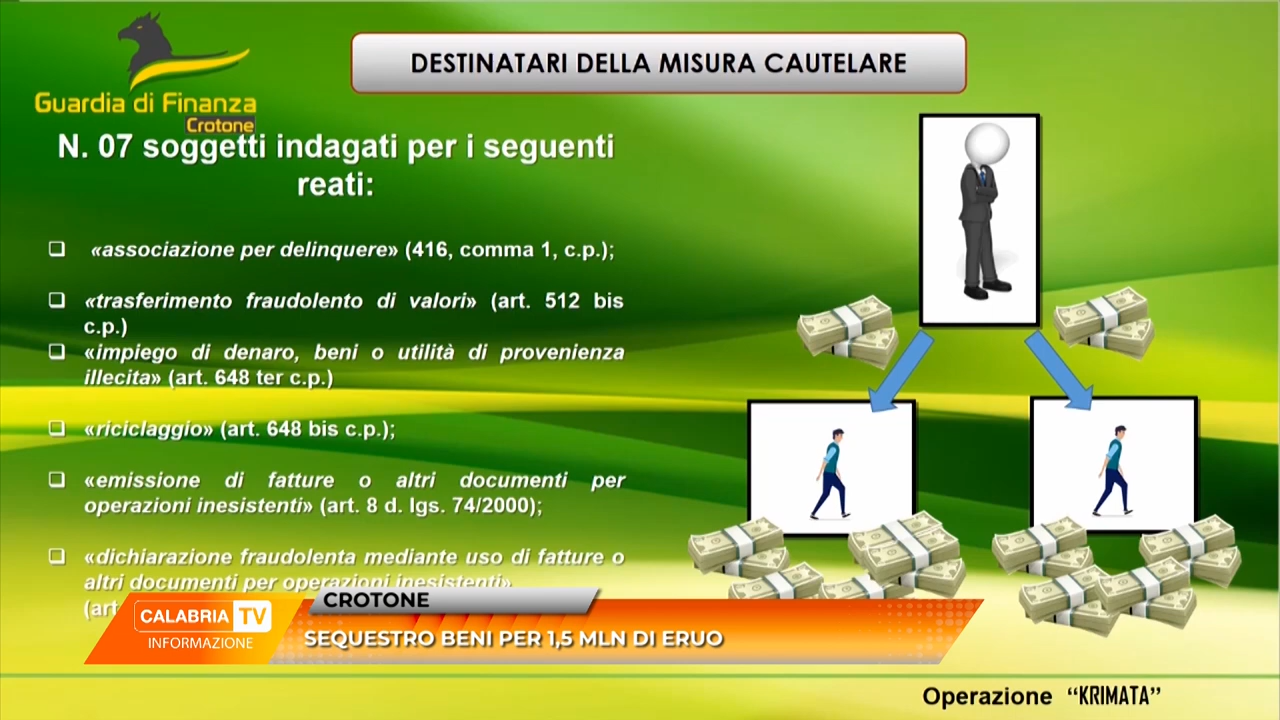 DESTINATARI DELLA MISURA CAUTELARE
Guardia di Finanza
Crotone
N. 07 soggetti indagati per i seguenti
reati:
«associazione per delinquere» (416, comma 1, c.p.);
«trasferimento fraudolento di valori» (art. 512 bis
c.p.)
«impiego di denaro, beni o utilità di provenienza
illecita» (art. 648 ter c.p.)
«riciclaggio» (art. 648 bis c.p.);
«emissione di fatture o altri documenti per
operazioni inesistenti» (art. 8 d. lgs. 74/2000);
«dichiarazione fraudolenta mediante uso di fatture o
altri documenti per operazioni inesistenti»
(art
CROTONE
CALABRIA TV
INFORMAZIONE
SEQUESTRO BENI PER 1,5 MLN DI ERUO
Operazione “KRIMATA”